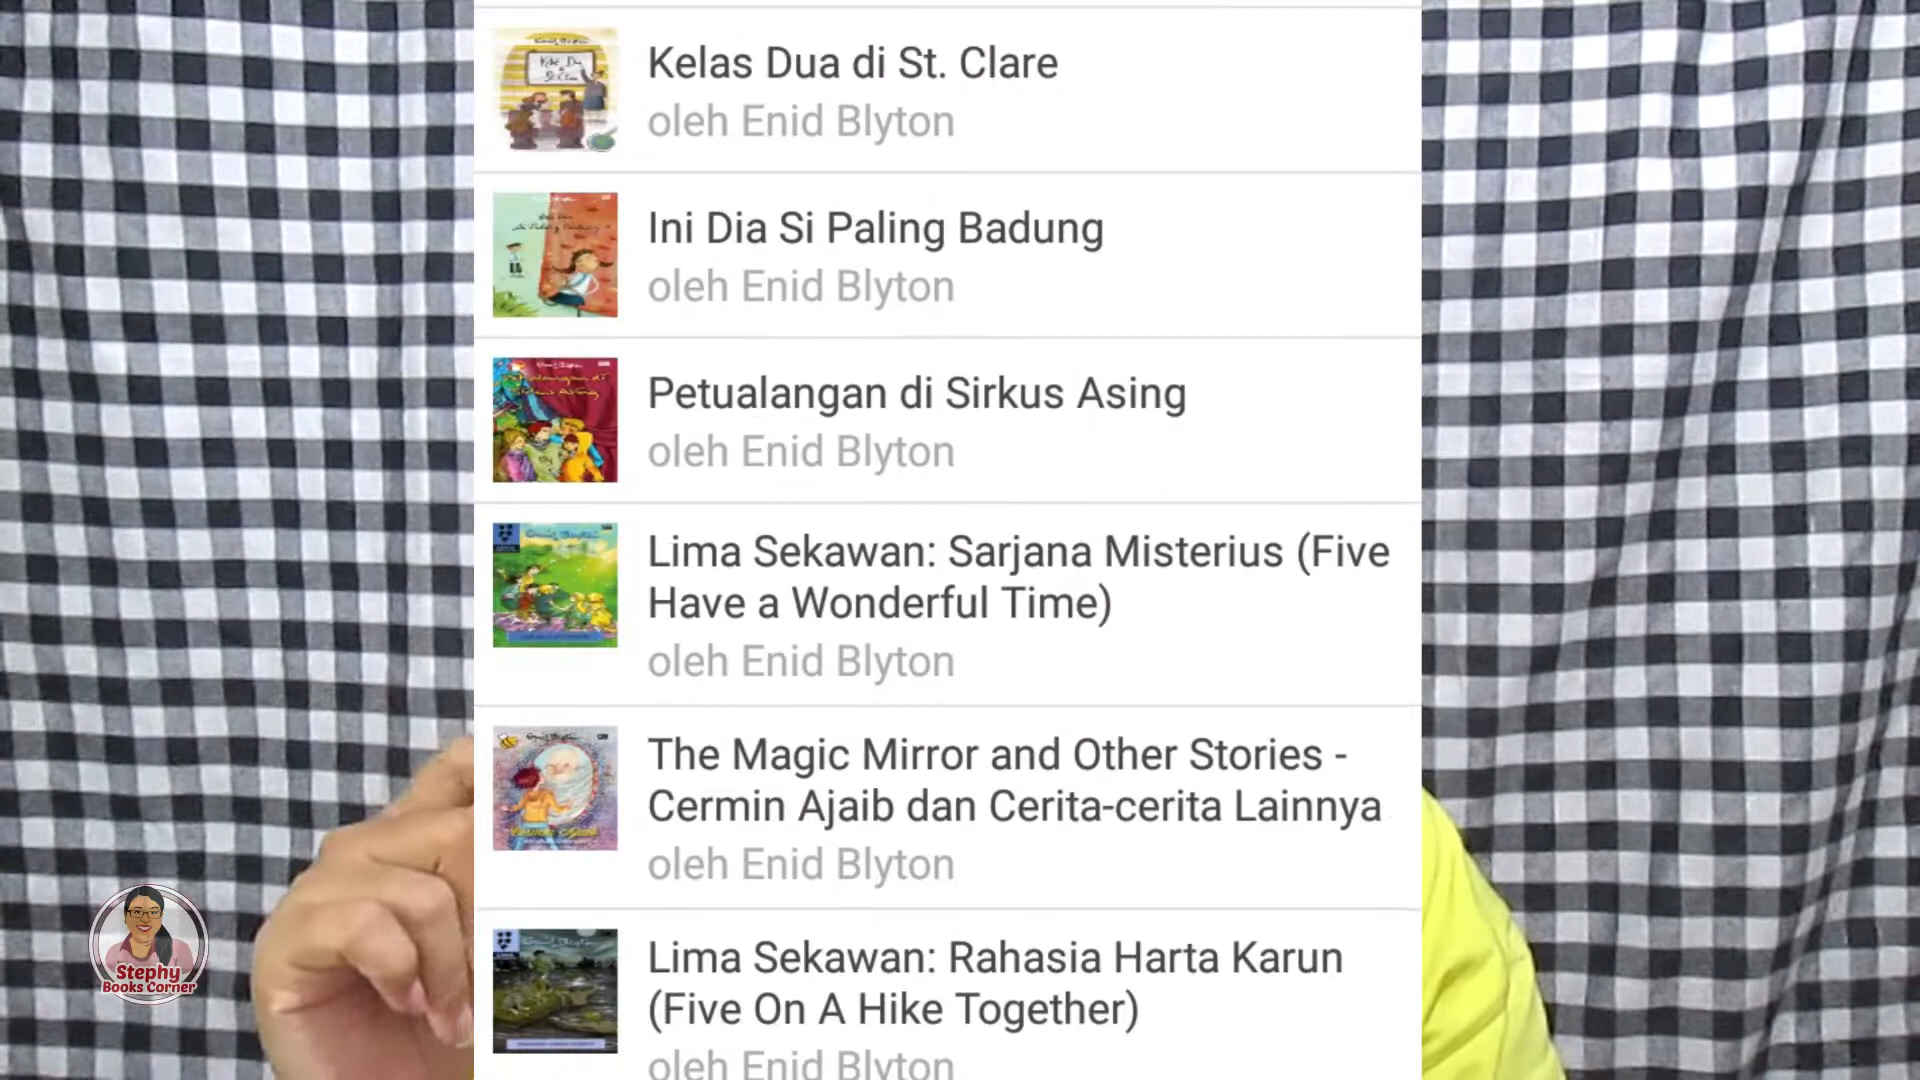 Kelas Dua di St. Clare
oleh Enid Blyton
Ini Dia Si Paling Badung
oleh Enid Blyton
Petualangan di Sirkus Asing
oleh Enid Blyton
Lima Sekawan: Sarjana Misterius (Five
Have a Wonderful Time)
oleh Enid Blyton
The Magic Mirror and Other Stories -
Cermin Ajaib dan Cerita-cerita Lainnya
oleh Enid Blyton
Lima Sekawan: Rahasia Harta Karun
(Five On A Hike Together)
oleh Enid Blyton
Stephy
Books Corner